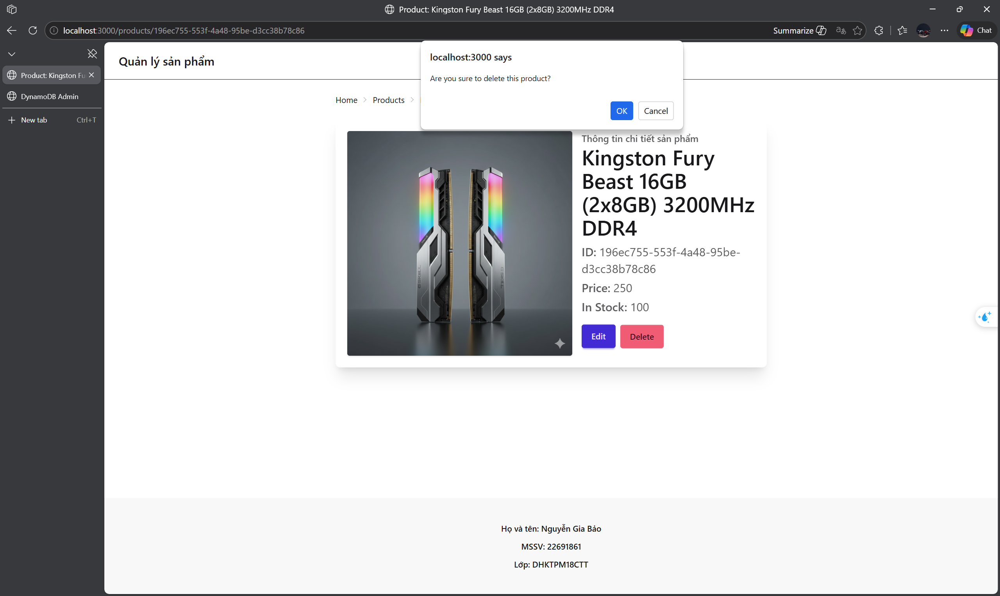 Product: Kingston Fury Beast 16GB (2x8GB) 3200MHz DDR4
localhost:3000/products/196ec755-553f-4a48-95be-d3cc38b78c86
Summarize
Chat
Product: Kingston Fu
DynamoDB Admin
New tab Ctrl+T
Quản lý sản phẩm
localhost:3000 says
Are you sure to delete this product?
OK Cancel
Home Products
Thông tin chi tiết sản phẩm
Kingston Fury
Beast 16GB
(2x8GB) 3200MHz
DDR4
ID: 196ec755-553f-4a48-95be-
d3cc38b78c86
Price: 250
In Stock: 100
Edit Delete
Họ và tên: Nguyễn Gia Bảo
MSSV: 22691861
Lớp: DHKTPM18CTT